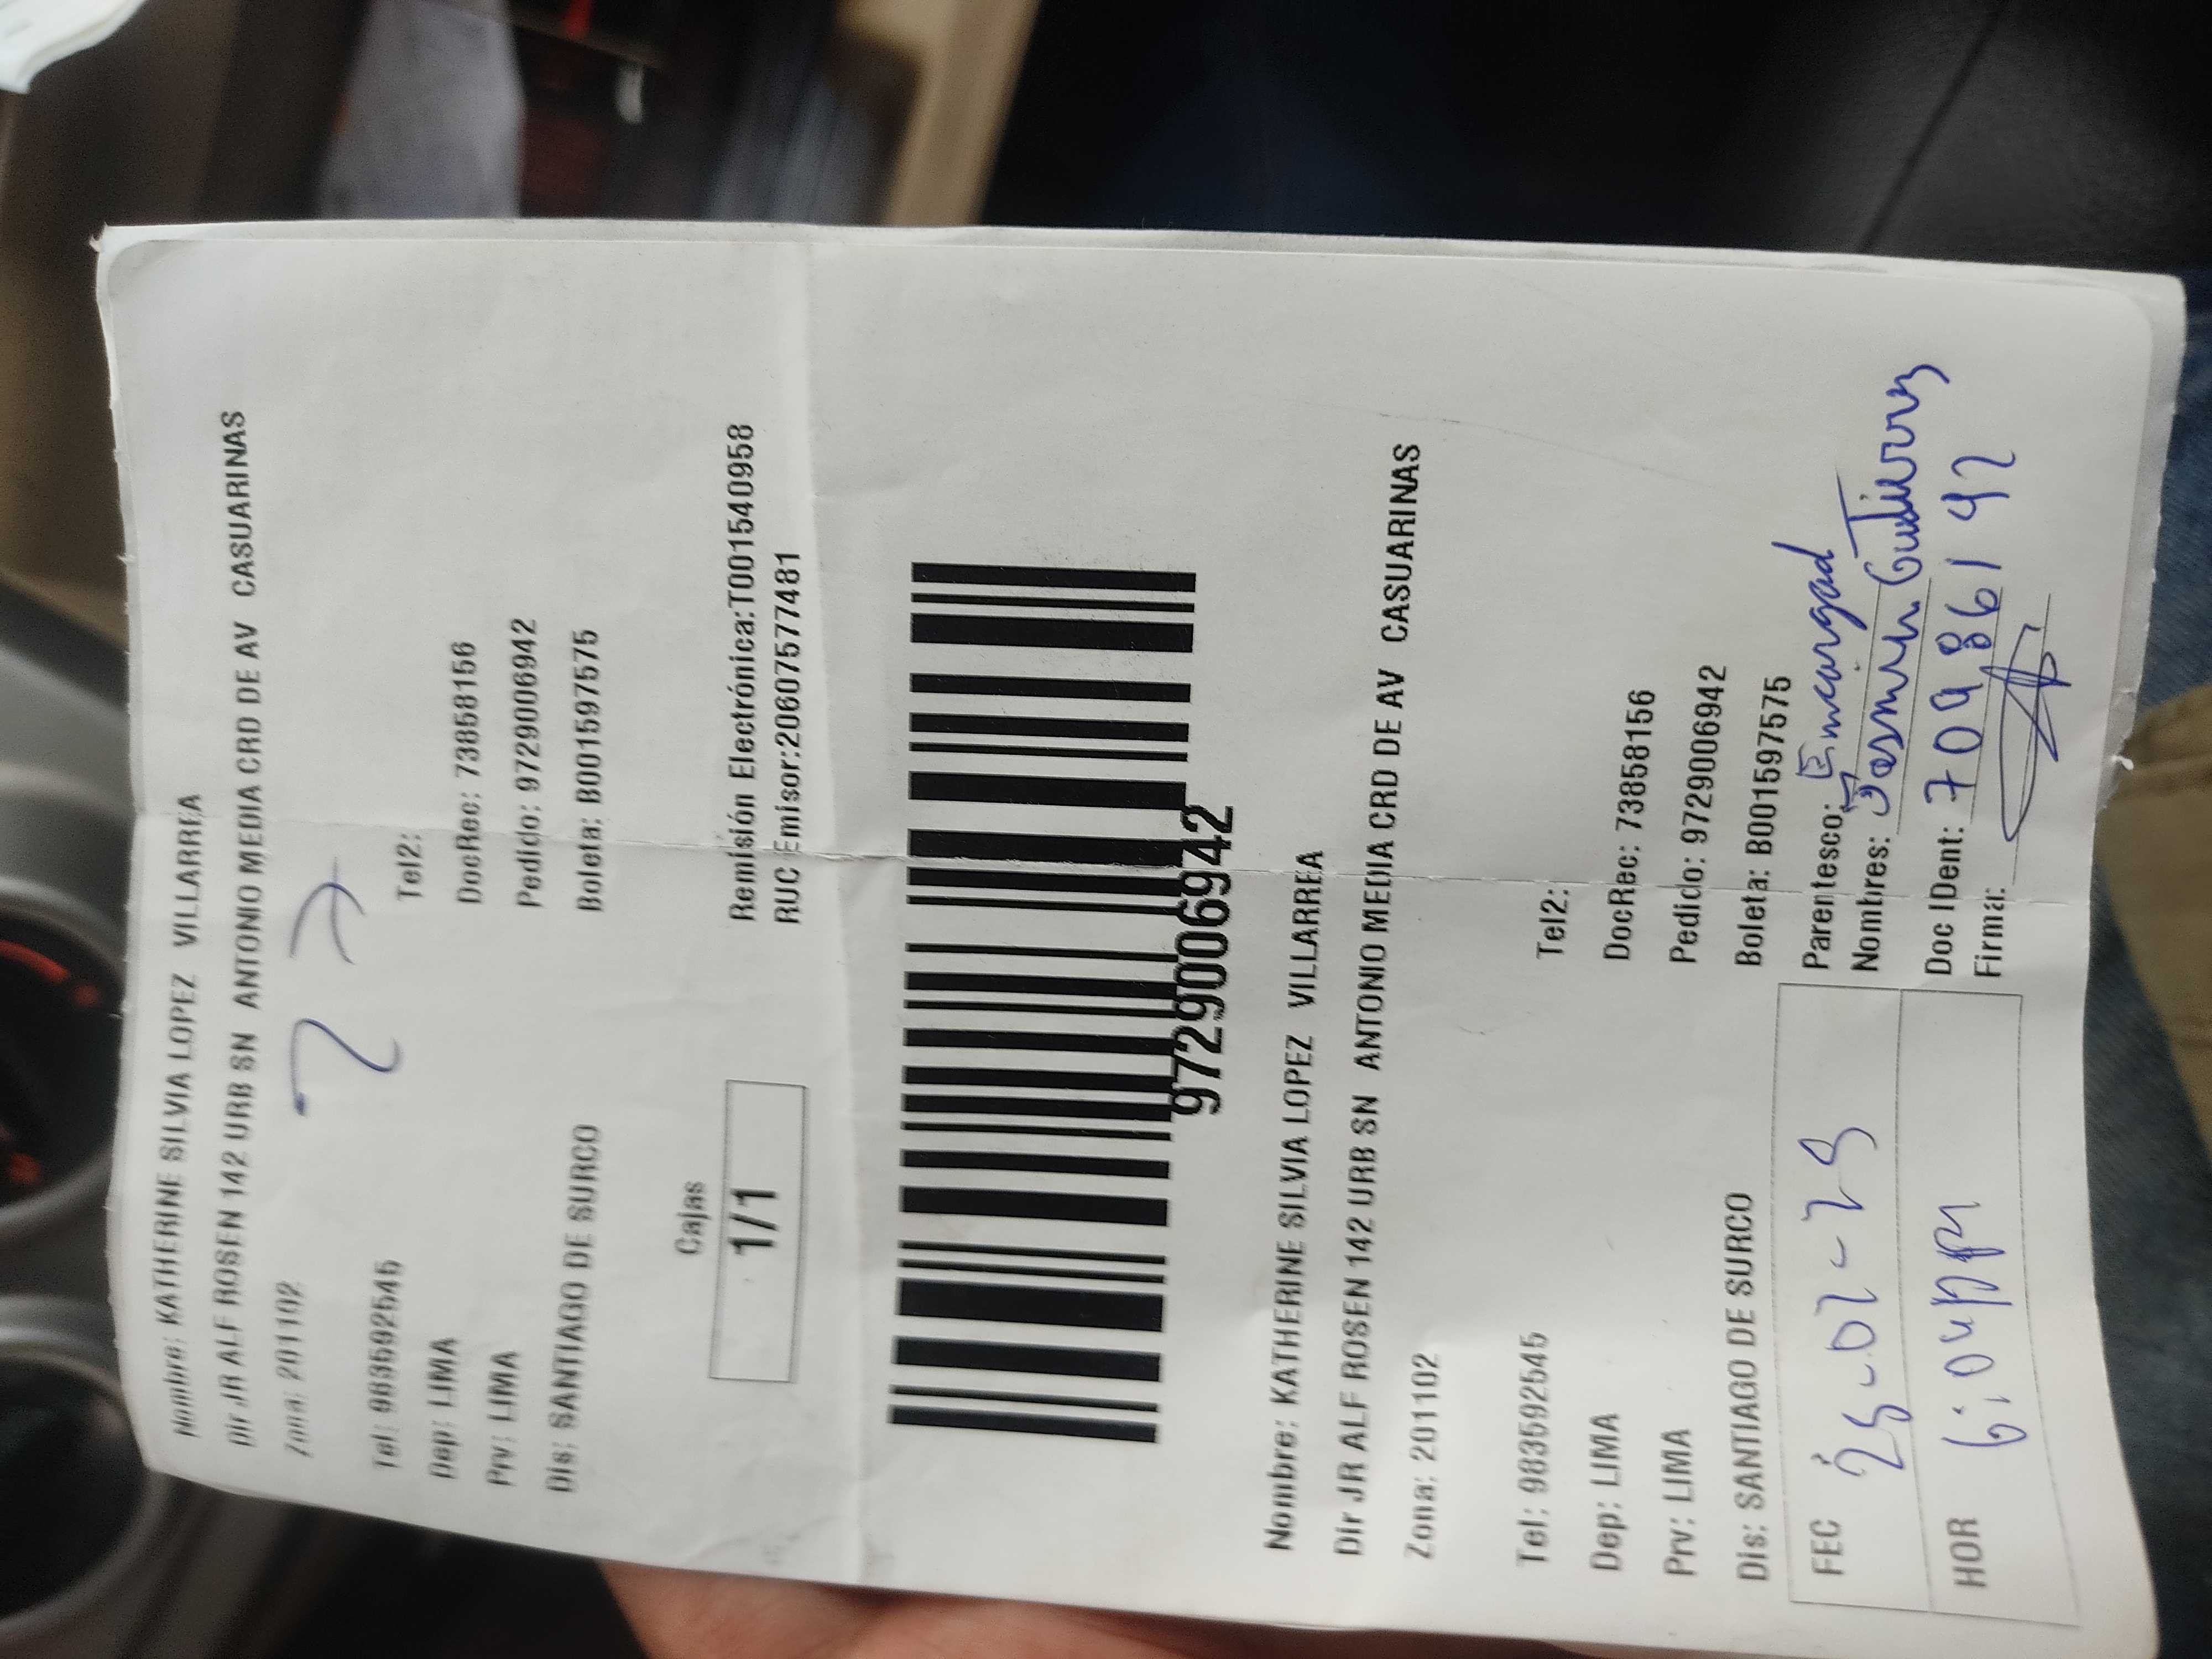 Nombre: KATHERINE SILVIA LOPEZ VILLARREA
Dir JR ALF ROSEN 142 URB SN ANTONIO MEDIA CRD DE AV CASUARINAS
Zona: 201102
Tel: 983592545 Tel2:
Dep: LIMA DocRec: 73858156
Prv: LIMA Pedido: 9729006942
Dis: SANTIAGO DE SURCO Boleta: B001597575
Cajas
1/1
Remisión Electrónica:T001540958
RUC Emisor:20607577481
9729006942
Nombre: KATHERINE SILVIA LOPEZ VILLARREA
Dir JR ALF ROSEN 142 URB SN ANTONIO MEDIA CRD DE AV CASUARINAS
Zona: 201102
Tel: 983592545 Tel2:
Dep: LIMA DocRec: 73858156
Prv: LIMA Pedido: 9729006942
Dis: SANTIAGO DE SURCO Boleta: B001597575
FEC Parentesco: Encargad
Nombres: Gutierrez
HOR 6:04pm Doc IDent: 70986142
Firma: